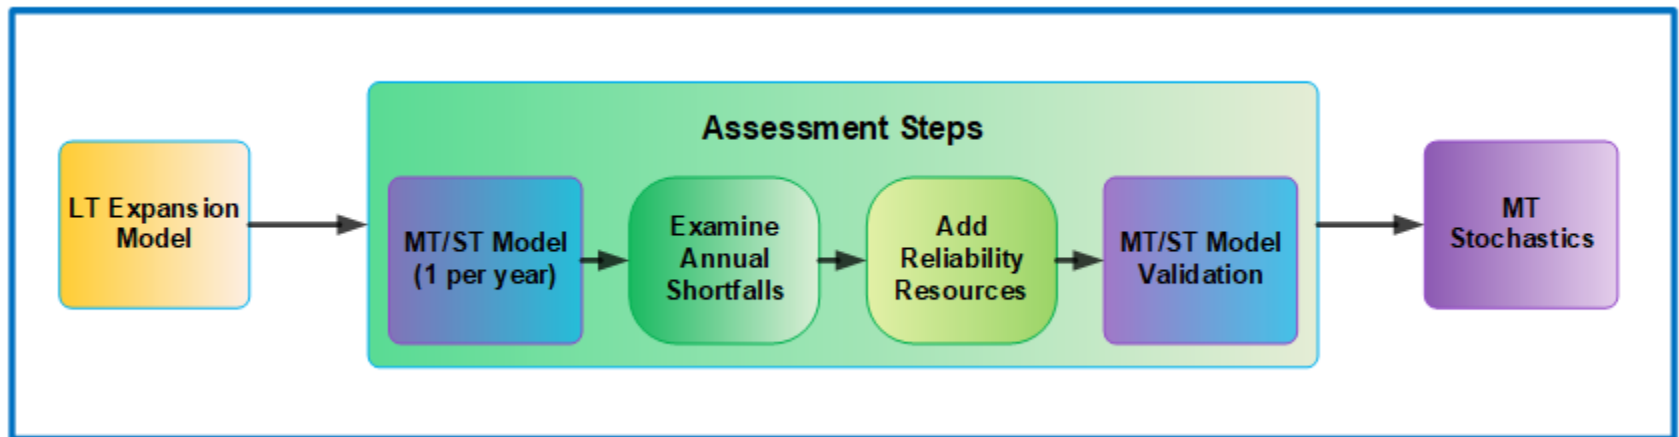 Assessment Steps
LT Expansion
Model
MT/ST Model
(1 per year)
Examine
Annual
Shortfalls
Add
Reliability
Resources
MT/ST Model
Validation
MT
Stochastics